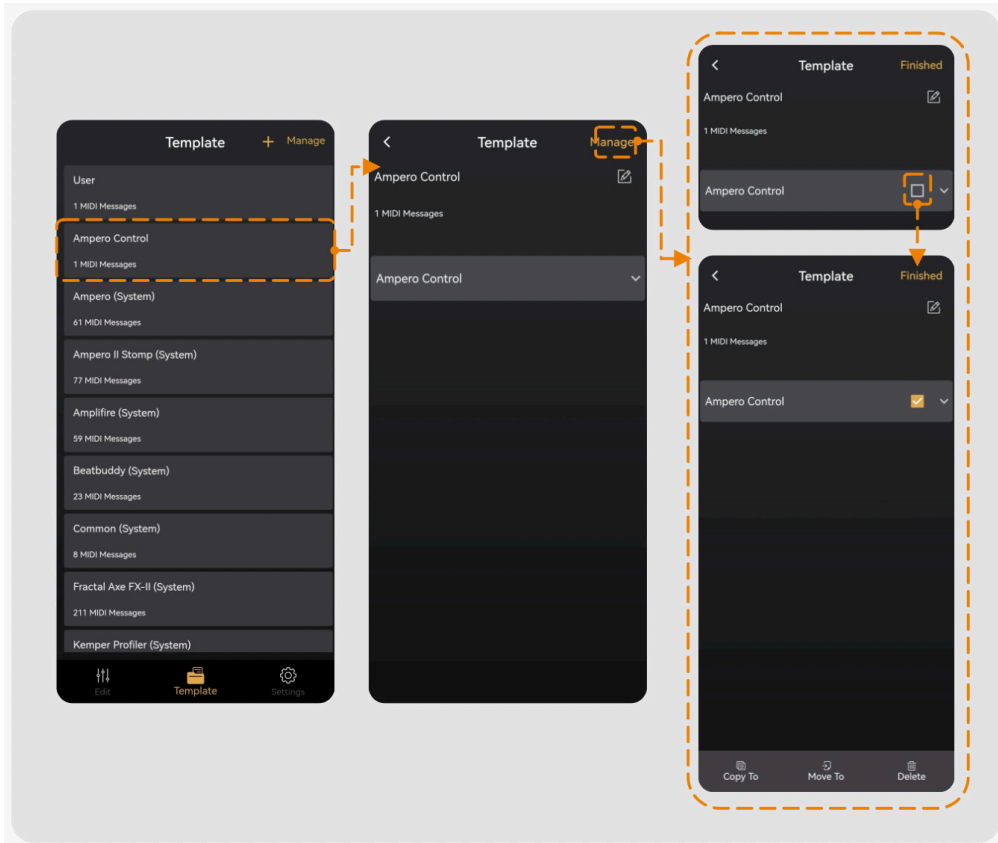 Template
Manage
User
1 MIDI Messages
Ampero Control
1 MIDI Messages
Ampero (System)
61 MIDI Messages
Ampero II Stomp (System)
77 MIDI Messages
Amplifire (System)
59 MIDI Messages
Beatbuddy (System)
23 MIDI Messages
Common (System)
8 MIDI Messages
Fractal Axe FX-II (System)
211 MIDI Messages
Kemper Profiler (System)
Edit
Template
Settings
Template
Manage
Ampero Control
1 MIDI Messages
Ampero Control
Template
Finished
Ampero Control
1 MIDI Messages
Ampero Control
Template
Finished
Ampero Control
1 MIDI Messages
Ampero Control
Copy To
Move To
Delete